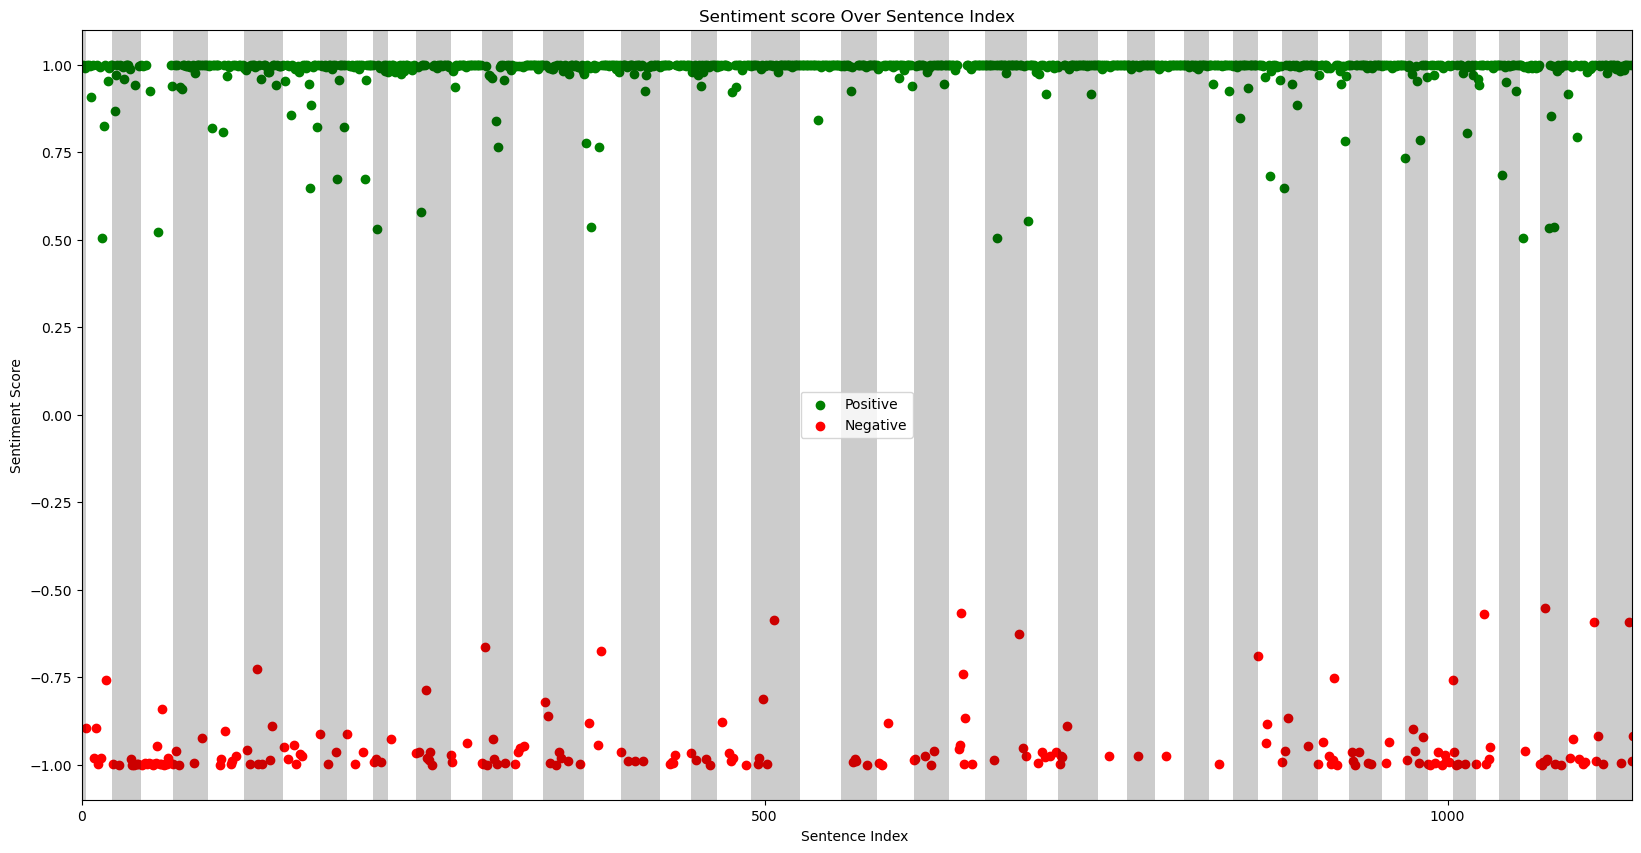 Sentiment score Over Sentence Index
1.00
0.75
0.50
0.25
0.00
−0.25
−0.50
−0.75
−1.00
Sentiment Score
Positive
Negative
0
500
1000
Sentence Index